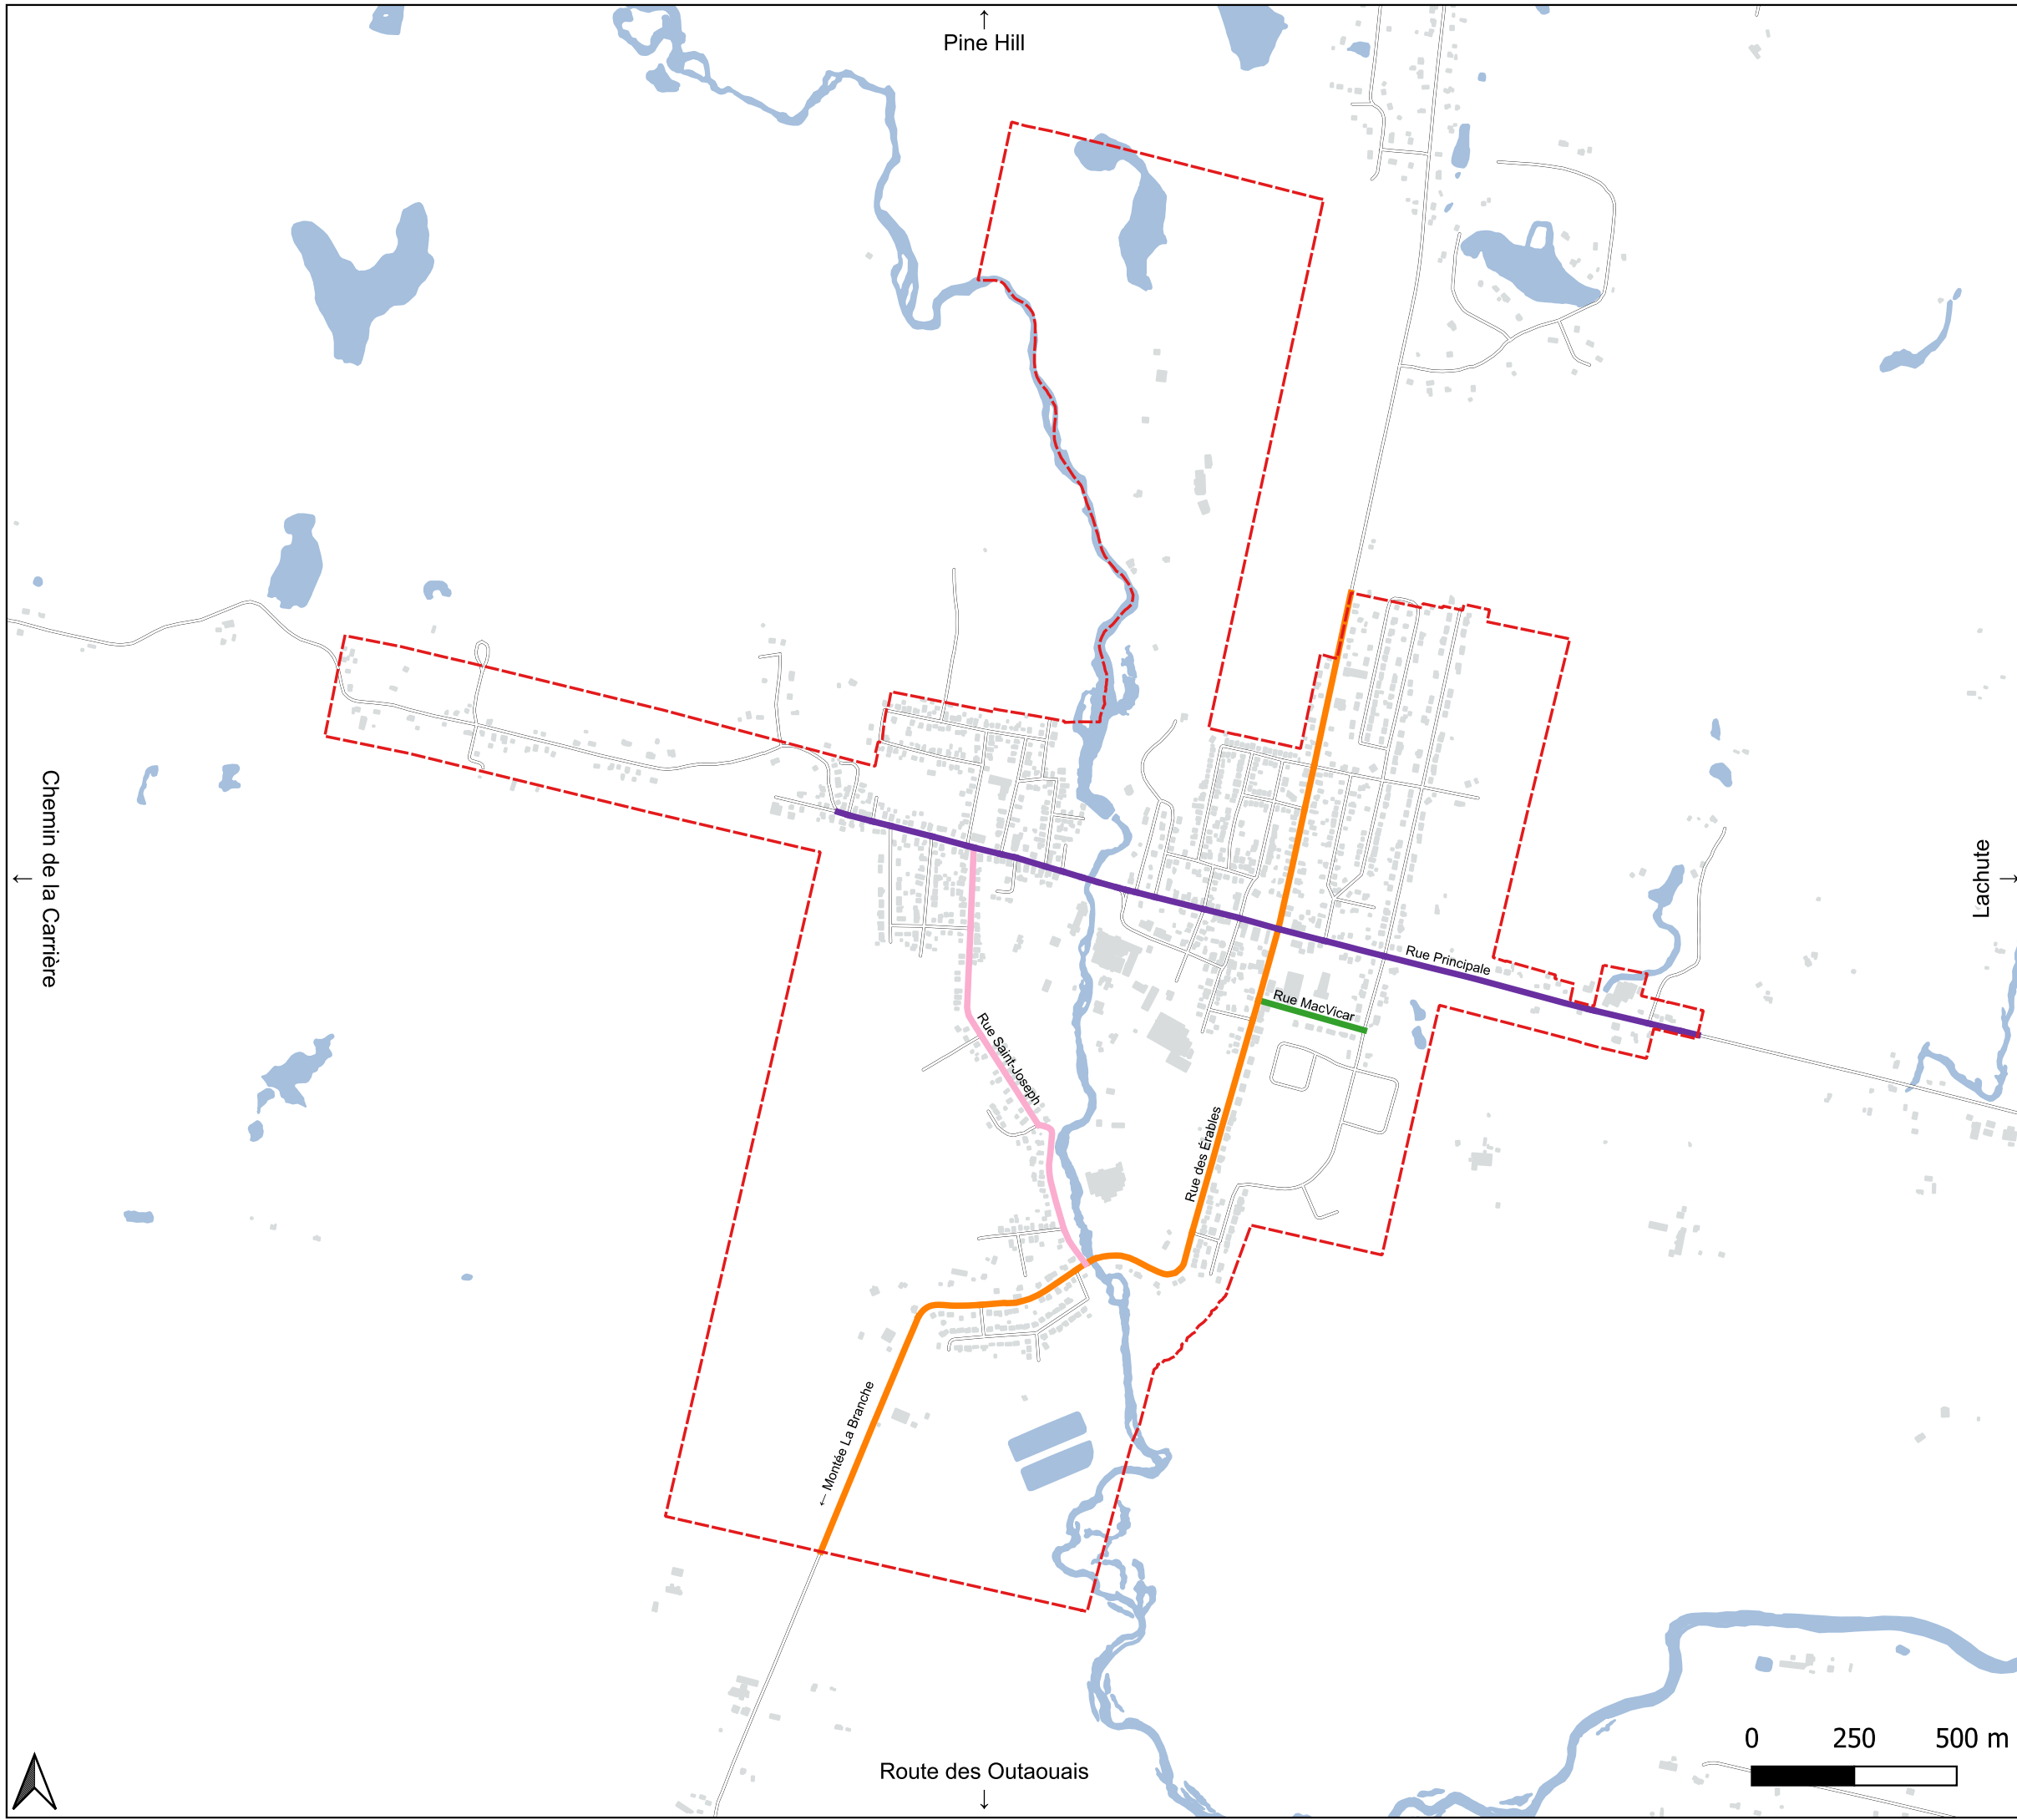 ↑
Pine Hill
Chemin de la Carrière
←
Lachute
→
Rue Principale
Rue MacVicar
Rue Saint-Joseph
Rue des Érables
← Montée La Branche
0 250 500 m
Route des Outaouais
↓